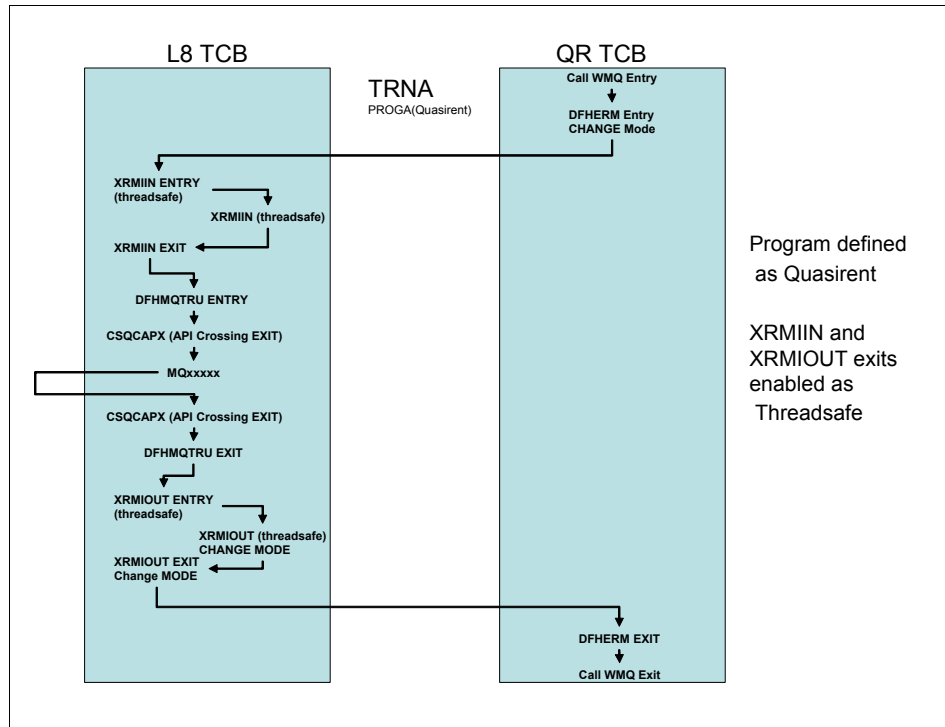 L8 TCB
QR TCB
TRNA
PROGA(Quasirent)
Call WMQ Entry
DFHERM Entry
CHANGE Mode
XRMIIN ENTRY
(threadsafe)
XRMIIN (threadsafe)
XRMIIN EXIT
DFHMQTRU ENTRY
CSQCAPX (API Crossing EXIT)
MQxxxxx
CSQCAPX (API Crossing EXIT)
DFHMQTRU EXIT
XRMIOUT ENTRY
(threadsafe)
XRMIOUT (threadsafe)
CHANGE MODE
XRMIOUT EXIT
Change MODE
DFHERM EXIT
Call WMQ Exit
Program defined
as Quasirent
XRMIIN and
XRMIOUT exits
enabled as
Threadsafe